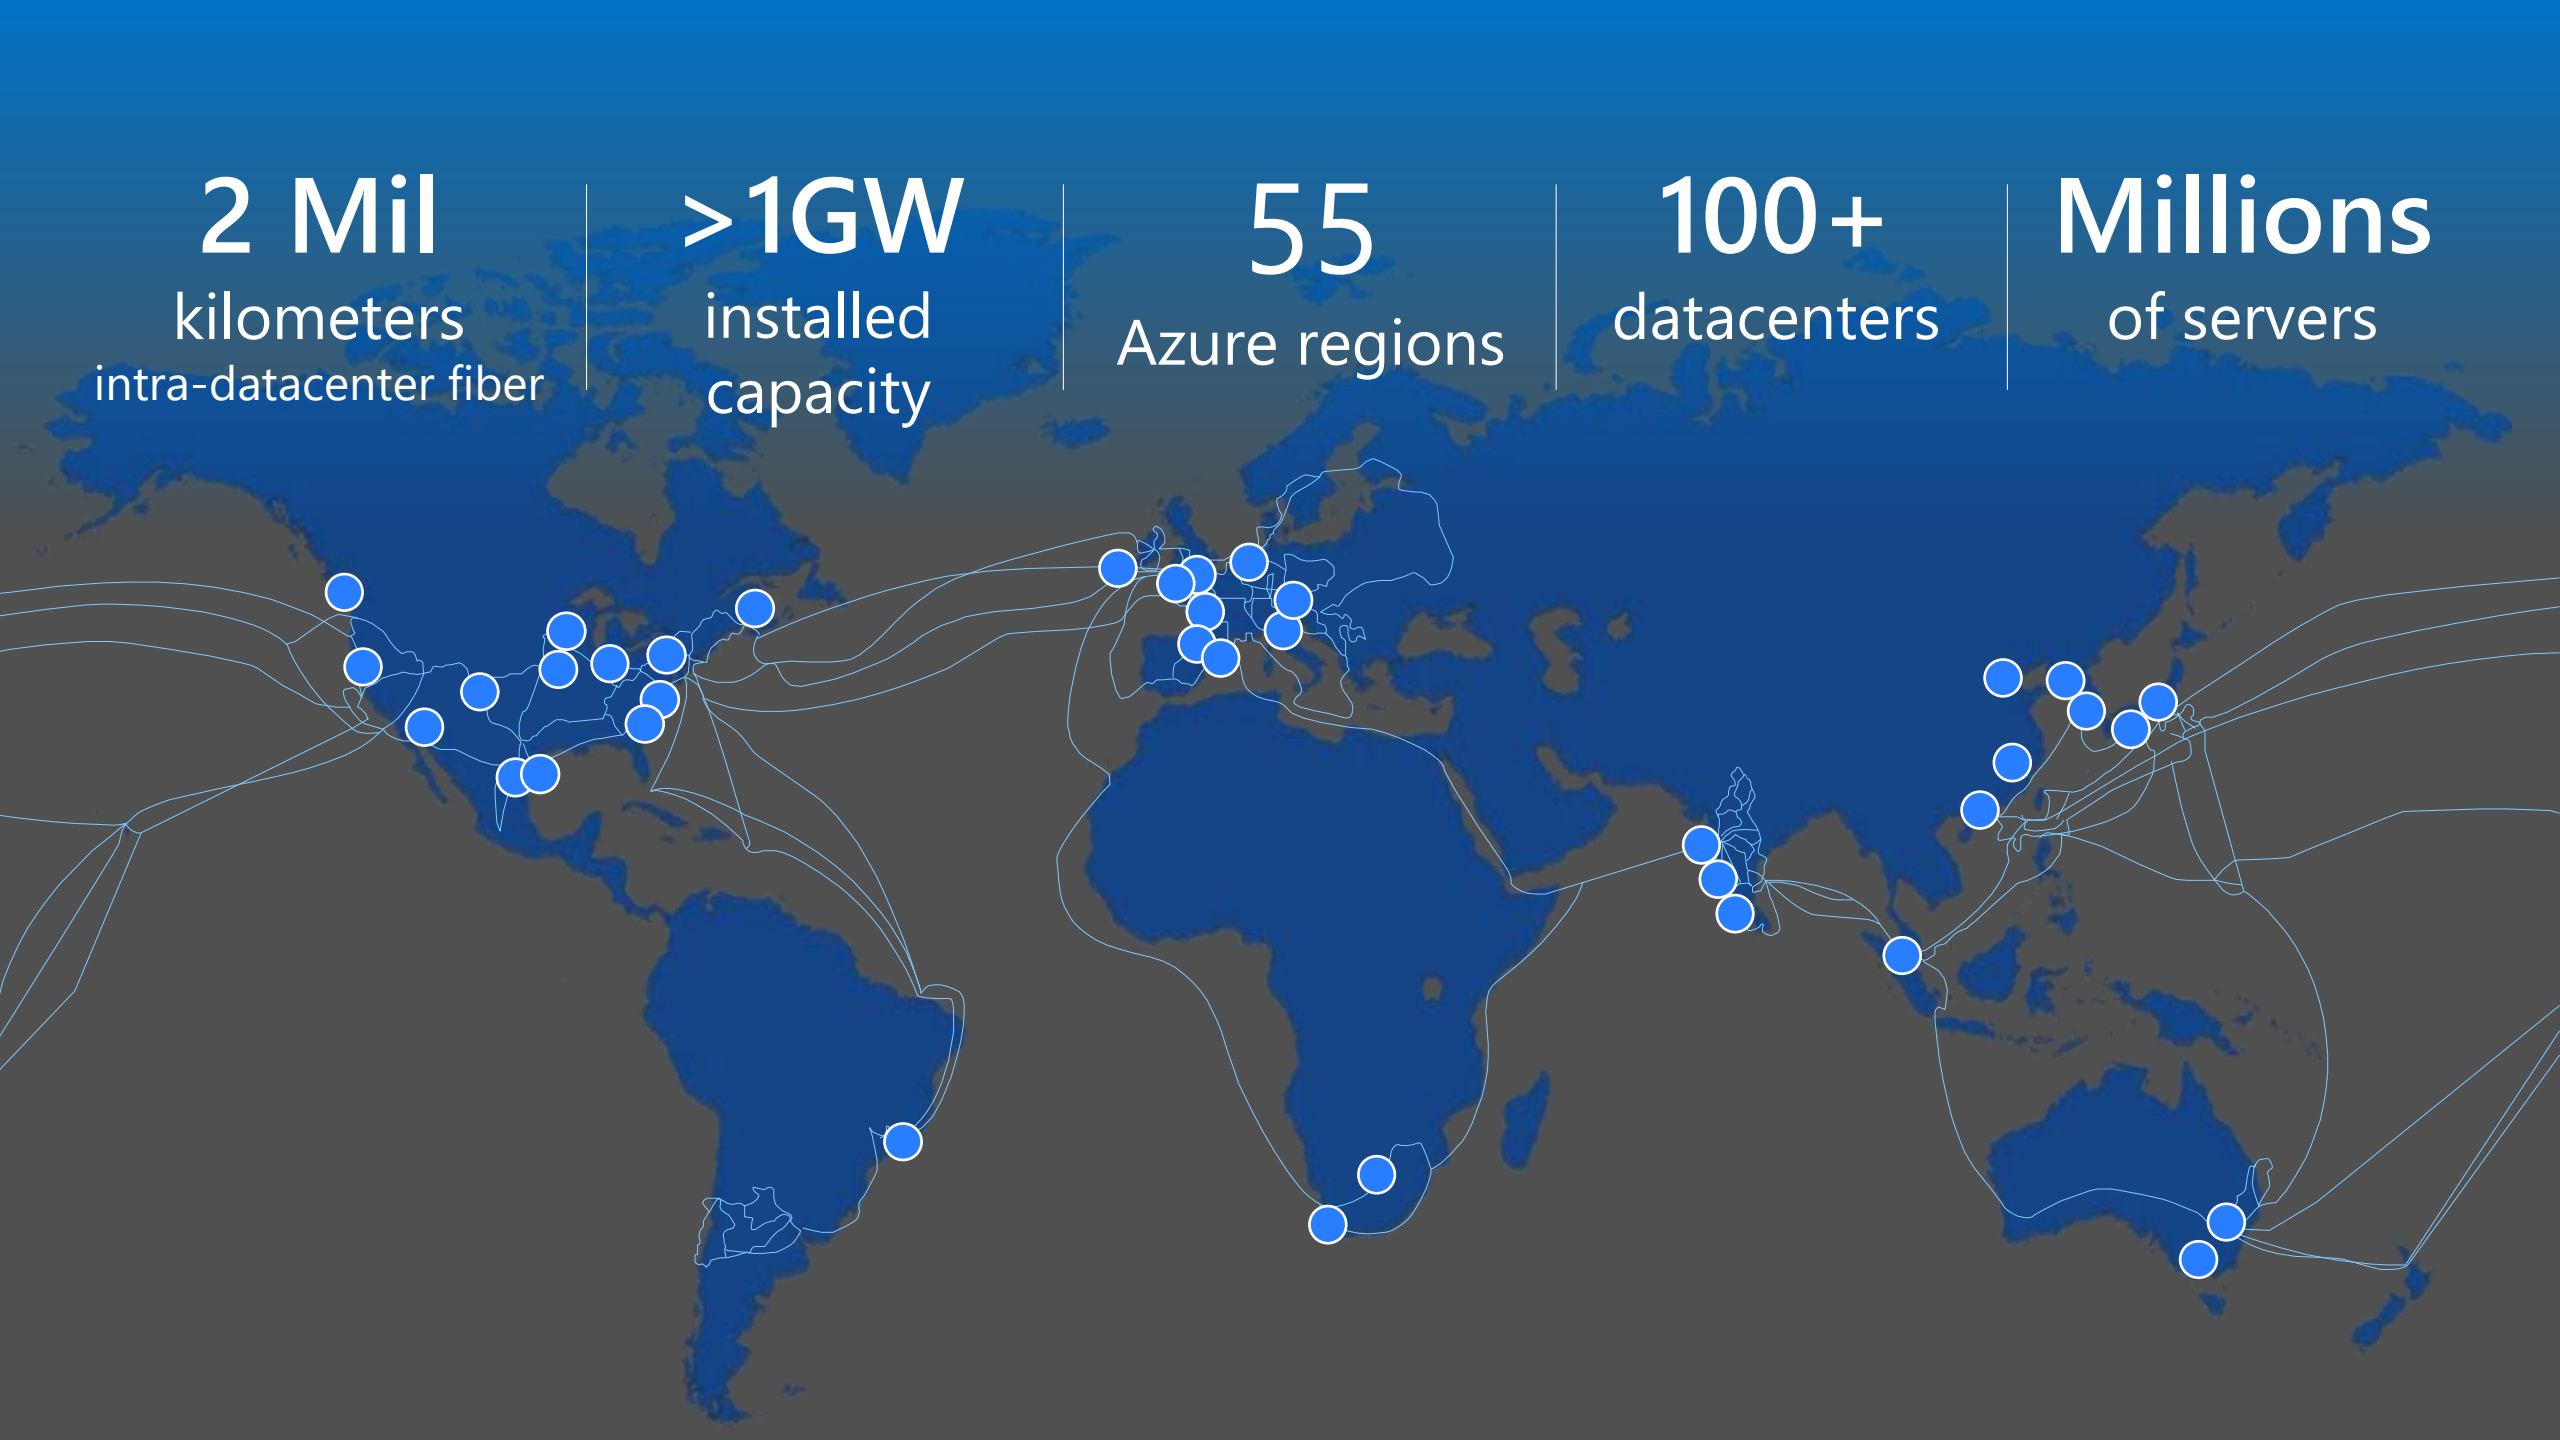 2 Mil
kilometers
intra-datacenter fiber
>1GW
installed
capacity
55
Azure regions
100+
datacenters
Millions
of servers